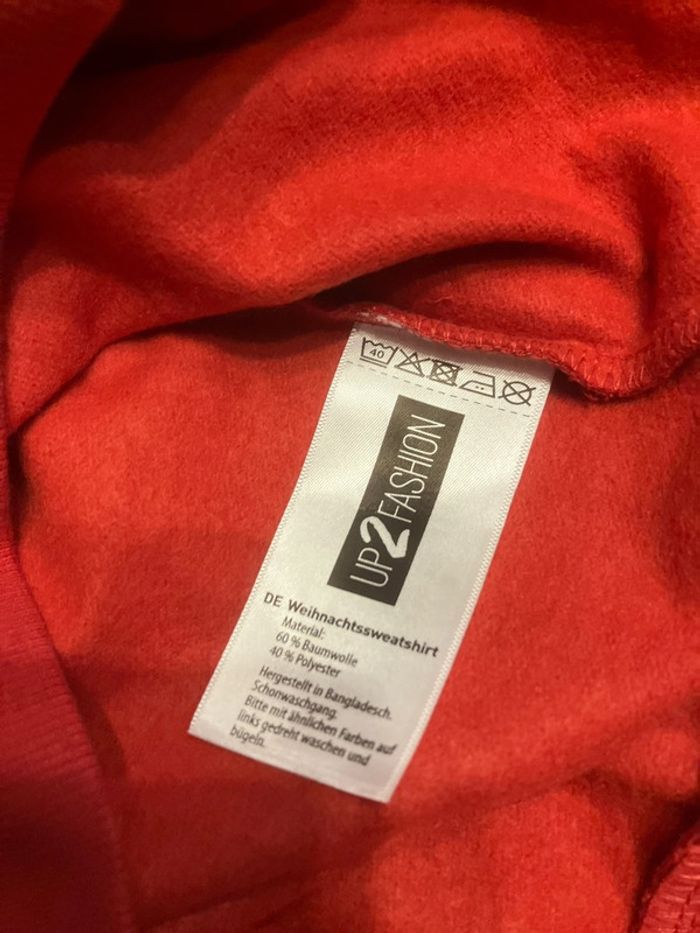 40
UP2FASHION
DE Weihnachtssweatshirt
Material:
60 % Baumwolle
40 % Polyester
Hergestellt in Bangladesch.
Schonwaschgang.
Bitte mit ähnlichen Farben auf
links gedreht waschen und
bügeln.